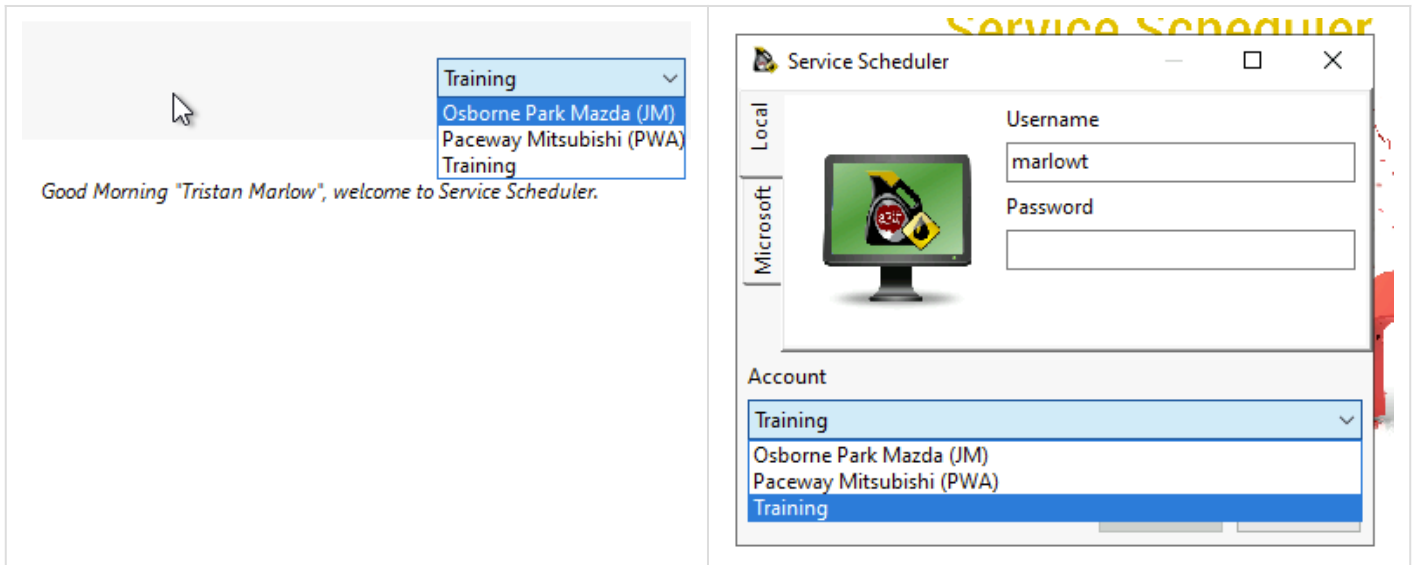 Training
Osborne Park Mazda (JM)
Paceway Mitsubishi (PWA)
Training
Good Morning "Tristan Marlow", welcome to Service Scheduler.
Service Scheduler
Service Scheduler
Local
Microsoft
Username
marlowt
Password
Account
Training
Osborne Park Mazda (JM)
Paceway Mitsubishi (PWA)
Training